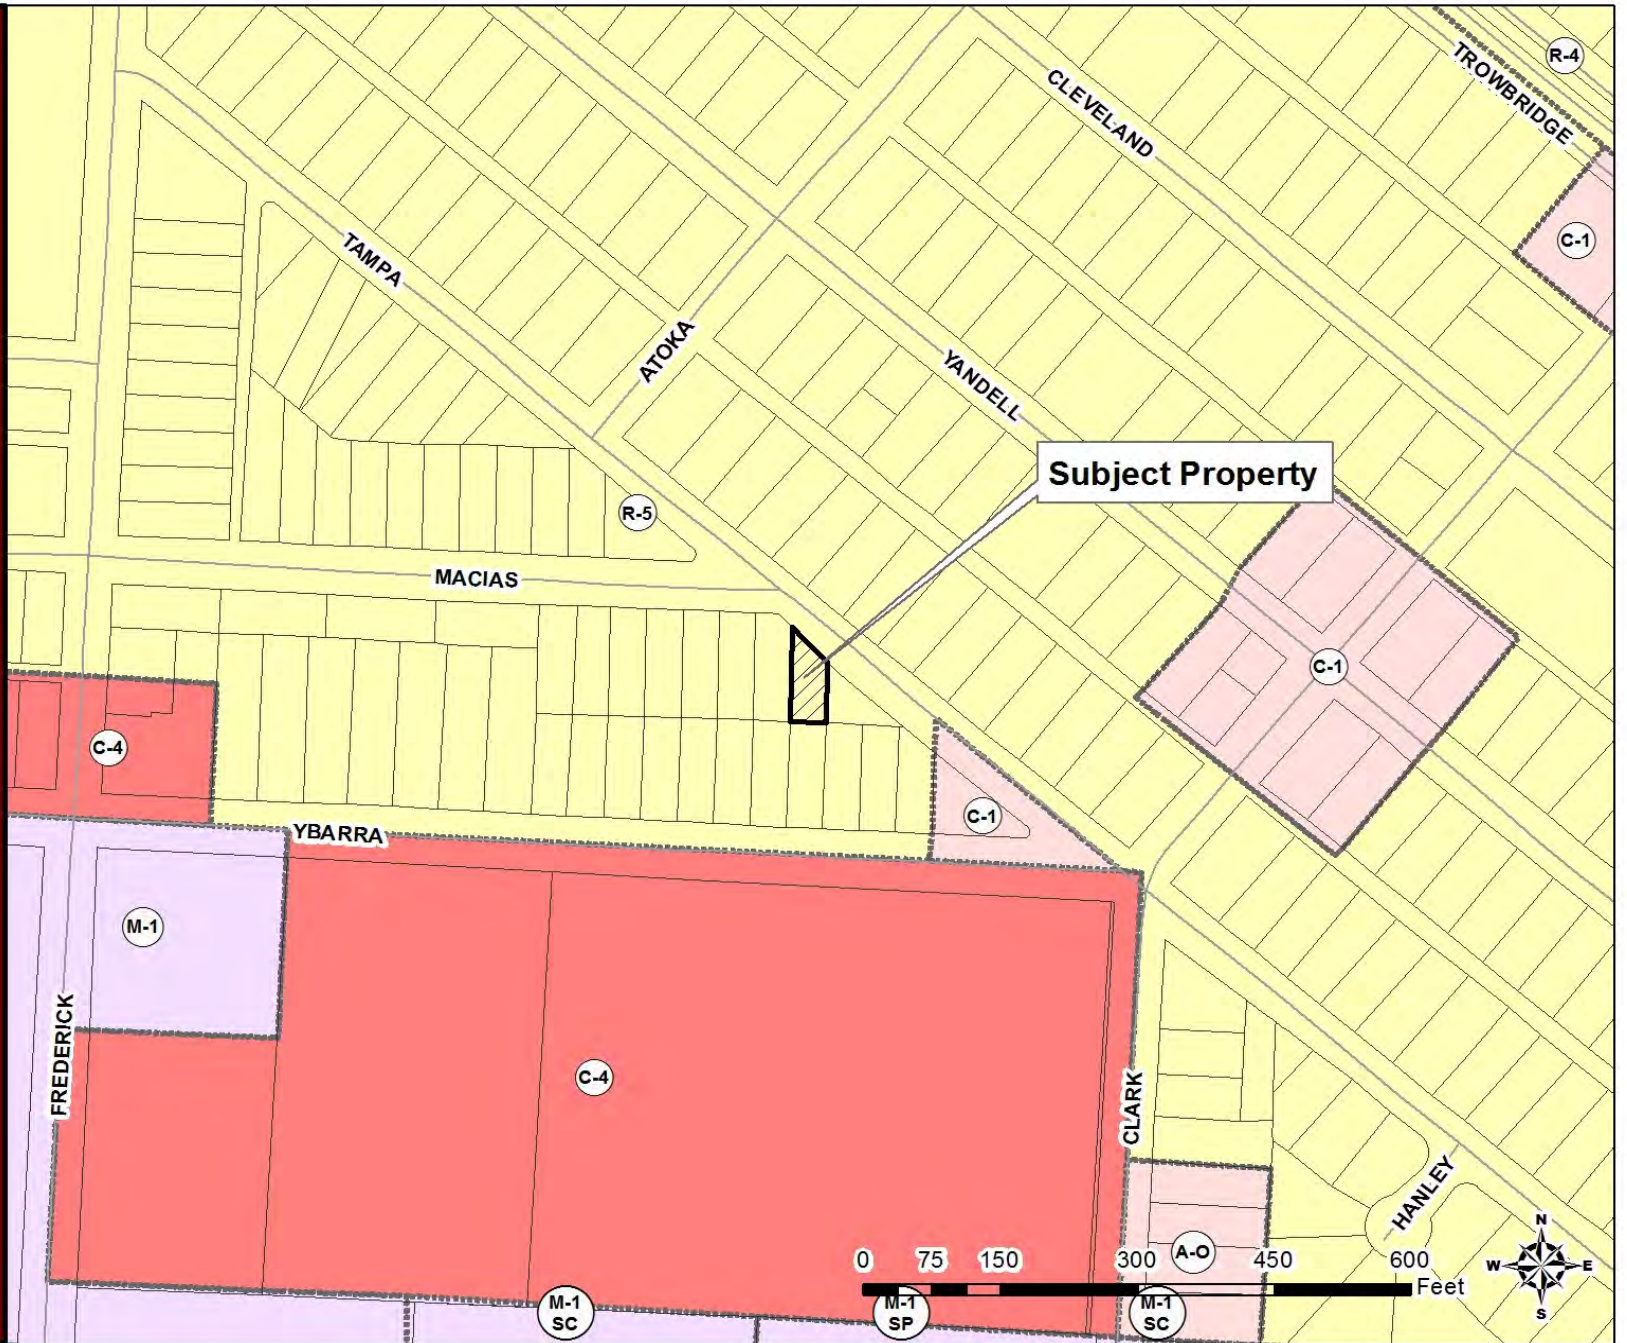 R-4
TROWBRIDGE
CLEVELAND
C-1
TAMPA
ATOKA
YANDELL
Subject Property
R-5
MACIAS
C-1
C-4
C-1
YBARRA
M-1
FREDERICK
C-4
CLARK
HANLEY
N
W E
S
A-O
0 75 150 300 450 600
Feet
M-1
SC
M-1
SP
M-1
SC